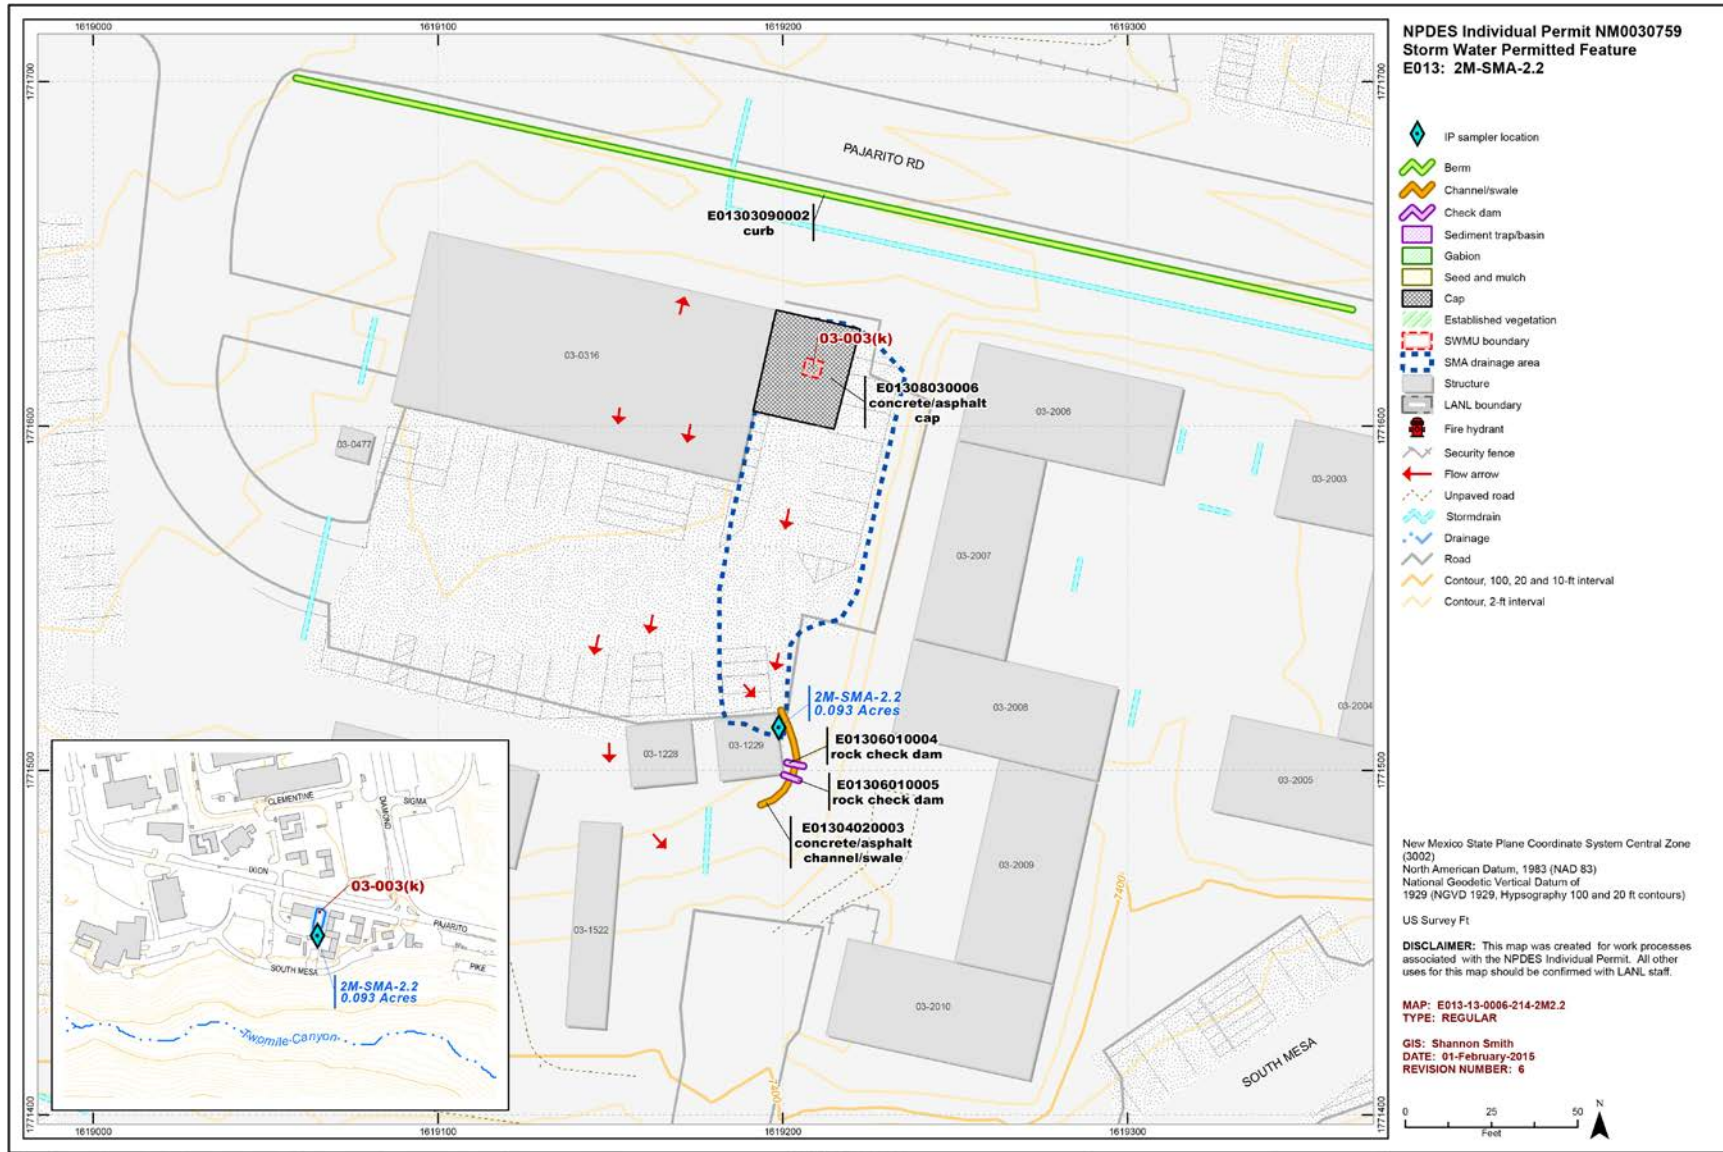 1619000
1619100
1619200
1619300
1771700
1771600
1771500
1771400
1771700
1771600
1771500
1771400
1619000
1619100
1619200
1619300
PAJARITO RD
E01303090002
curb
03-0316
03-003(k)
E01308030006
concrete/asphalt
cap
03-0477
03-2006
03-2003
03-2007
03-2008
03-2004
03-2005
2M-SMA-2.2
0.093 Acres
03-1228
03-1229
E01306010004
rock check dam
E01306010005
rock check dam
E01304020003
concrete/asphalt
channel/swale
03-2009
7400
03-1522
03-2010
7400
SOUTH MESA
CLEMENTINE
DIAMOND
SIGMA
DIXON
03-003(k)
PAJARITO
PIKE
SOUTH MESA
2M-SMA-2.2
0.093 Acres
Twomile Canyon
NPDES Individual Permit NM0030759
Storm Water Permitted Feature
E013: 2M-SMA-2.2
IP sampler location
Berm
Channel/swale
Check dam
Sediment trap/basin
Gabion
Seed and mulch
Cap
Established vegetation
SWMU boundary
SMA drainage area
Structure
LANL boundary
Fire hydrant
Security fence
Flow arrow
Unpaved road
Stormdrain
Drainage
Road
Contour, 100, 20 and 10-ft interval
Contour, 2-ft interval
New Mexico State Plane Coordinate System Central Zone
(3002)
North American Datum, 1983 (NAD 83)
National Geodetic Vertical Datum of
1929 (NGVD 1929, Hypsography 100 and 20 ft contours)
US Survey Ft
DISCLAIMER: This map was created for work processes
associated with the NPDES Individual Permit. All other
uses for this map should be confirmed with LANL staff.
MAP: E013-13-0006-214-2M2.2
TYPE: REGULAR
GIS: Shannon Smith
DATE: 01-February-2015
REVISION NUMBER: 6
0 25 50
Feet
N